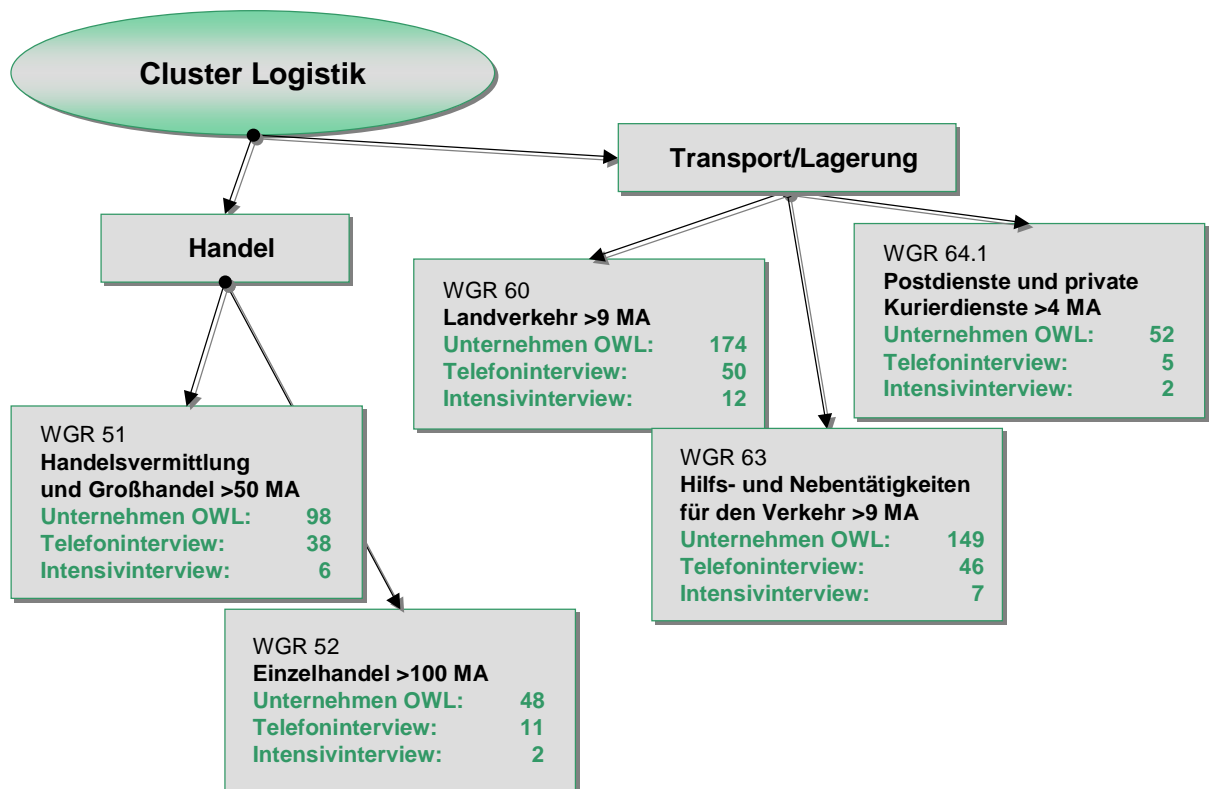 Cluster Logistik
Transport/Lagerung
Handel
WGR 60
Landverkehr >9 MA
Unternehmen OWL: 174
Telefoninterview: 50
Intensivinterview: 12
WGR 64.1
Postdienste und private
Kurierdienste >4 MA
Unternehmen OWL: 52
Telefoninterview: 5
Intensivinterview: 2
WGR 51
Handelsvermittlung
und Großhandel >50 MA
Unternehmen OWL: 98
Telefoninterview: 38
Intensivinterview: 6
WGR 63
Hilfs- und Nebentätigkeiten
für den Verkehr >9 MA
Unternehmen OWL: 149
Telefoninterview: 46
Intensivinterview: 7
WGR 52
Einzelhandel >100 MA
Unternehmen OWL: 48
Telefoninterview: 11
Intensivinterview: 2